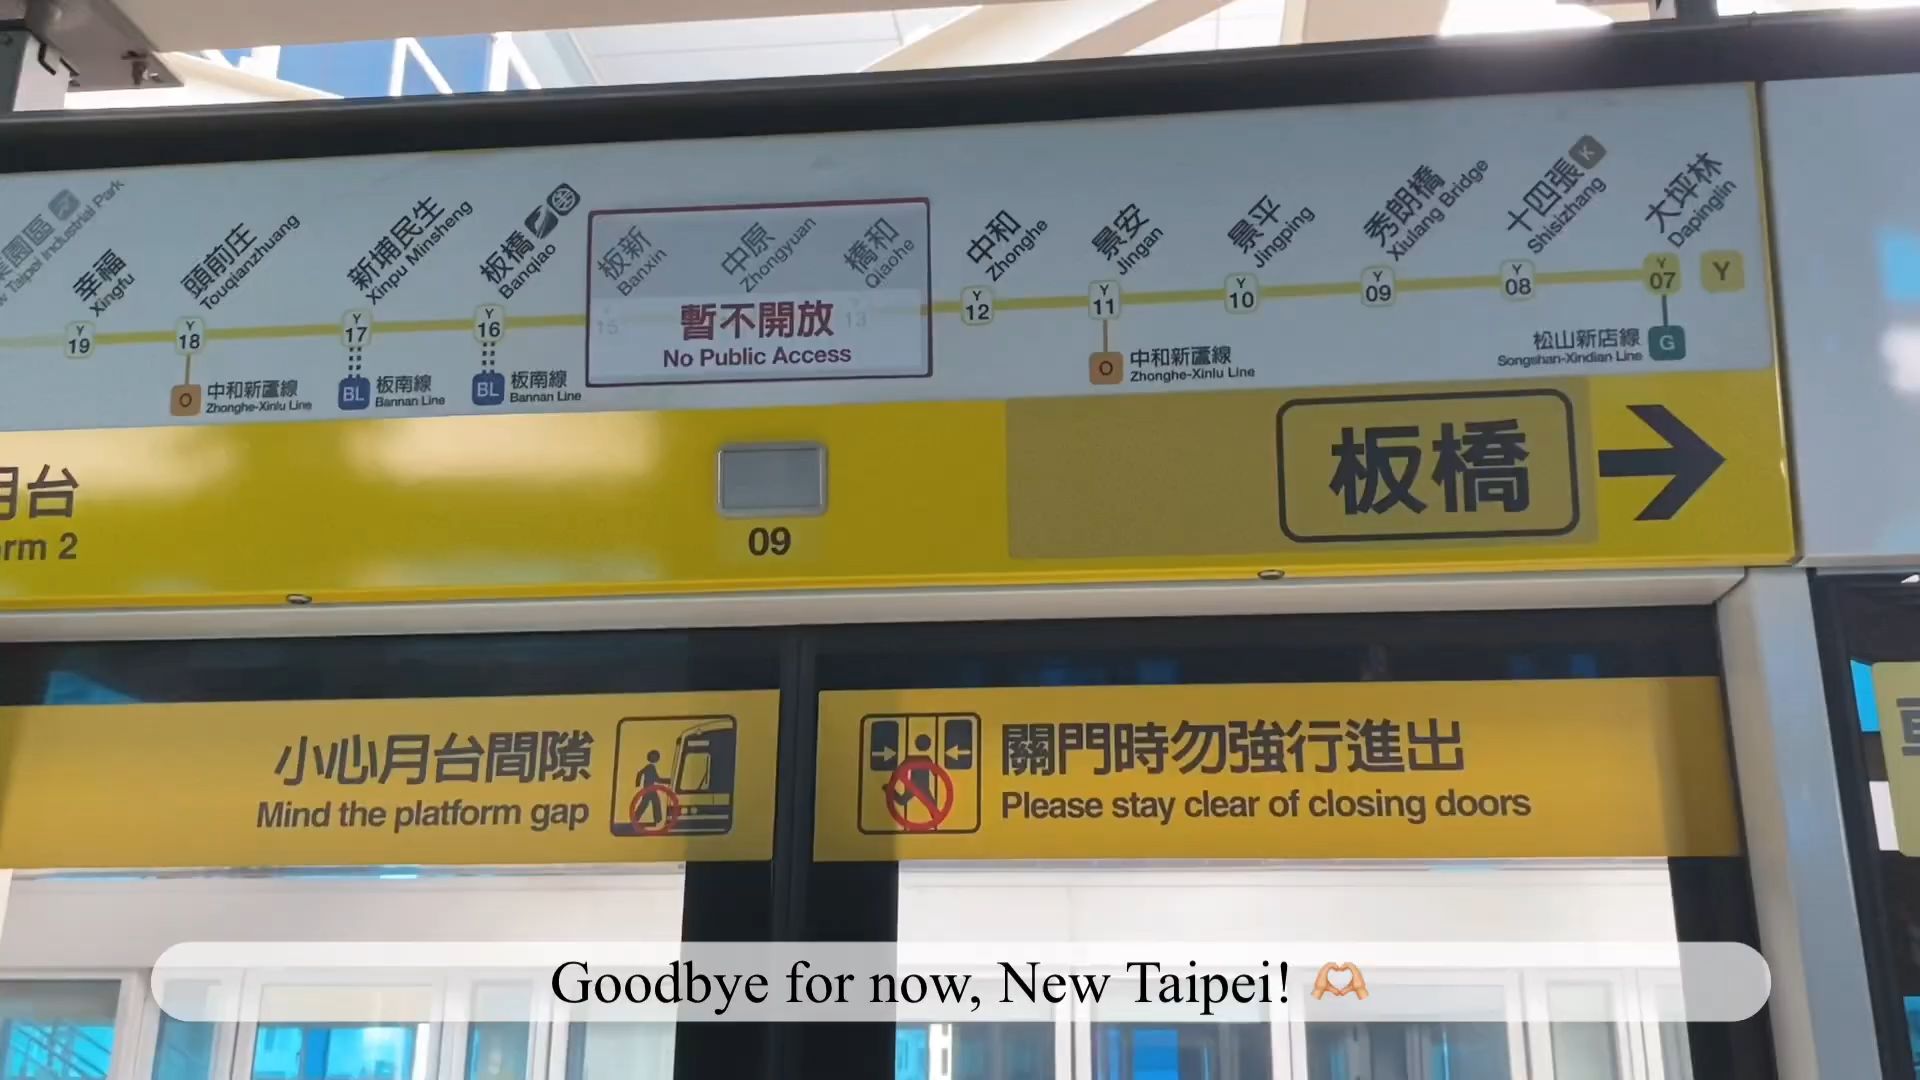 園區
Taipei Industrial Park
幸福
Xingfu
頭前庄
Touqianzhuang
新埔民生
Xinpu Minsheng
板橋
Banqiao
板新
Banxin
中原
Zhongyuan
橋和
Qiaohe
中和
Zhonghe
景安
Jingan
景平
Jingping
秀朗橋
Xiulang Bridge
十四張 K
Shisizhang
大坪林
Dapinglin
Y 19
Y 18
Y 17
Y 16
15
13
Y 12
Y 11
Y 10
Y 09
Y 08
Y 07
Y
暫不開放
No Public Access
O 中和新蘆線
Zhonghe-Xinlu Line
BL 板南線
Bannan Line
BL 板南線
Bannan Line
O 中和新蘆線
Zhonghe-Xinlu Line
松山新店線 G
Songshan-Xindian Line
月台
rm 2
09
板橋
小心月台間隙
Mind the platform gap
關門時勿強行進出
Please stay clear of closing doors
Goodbye for now, New Taipei! 🫶🏼